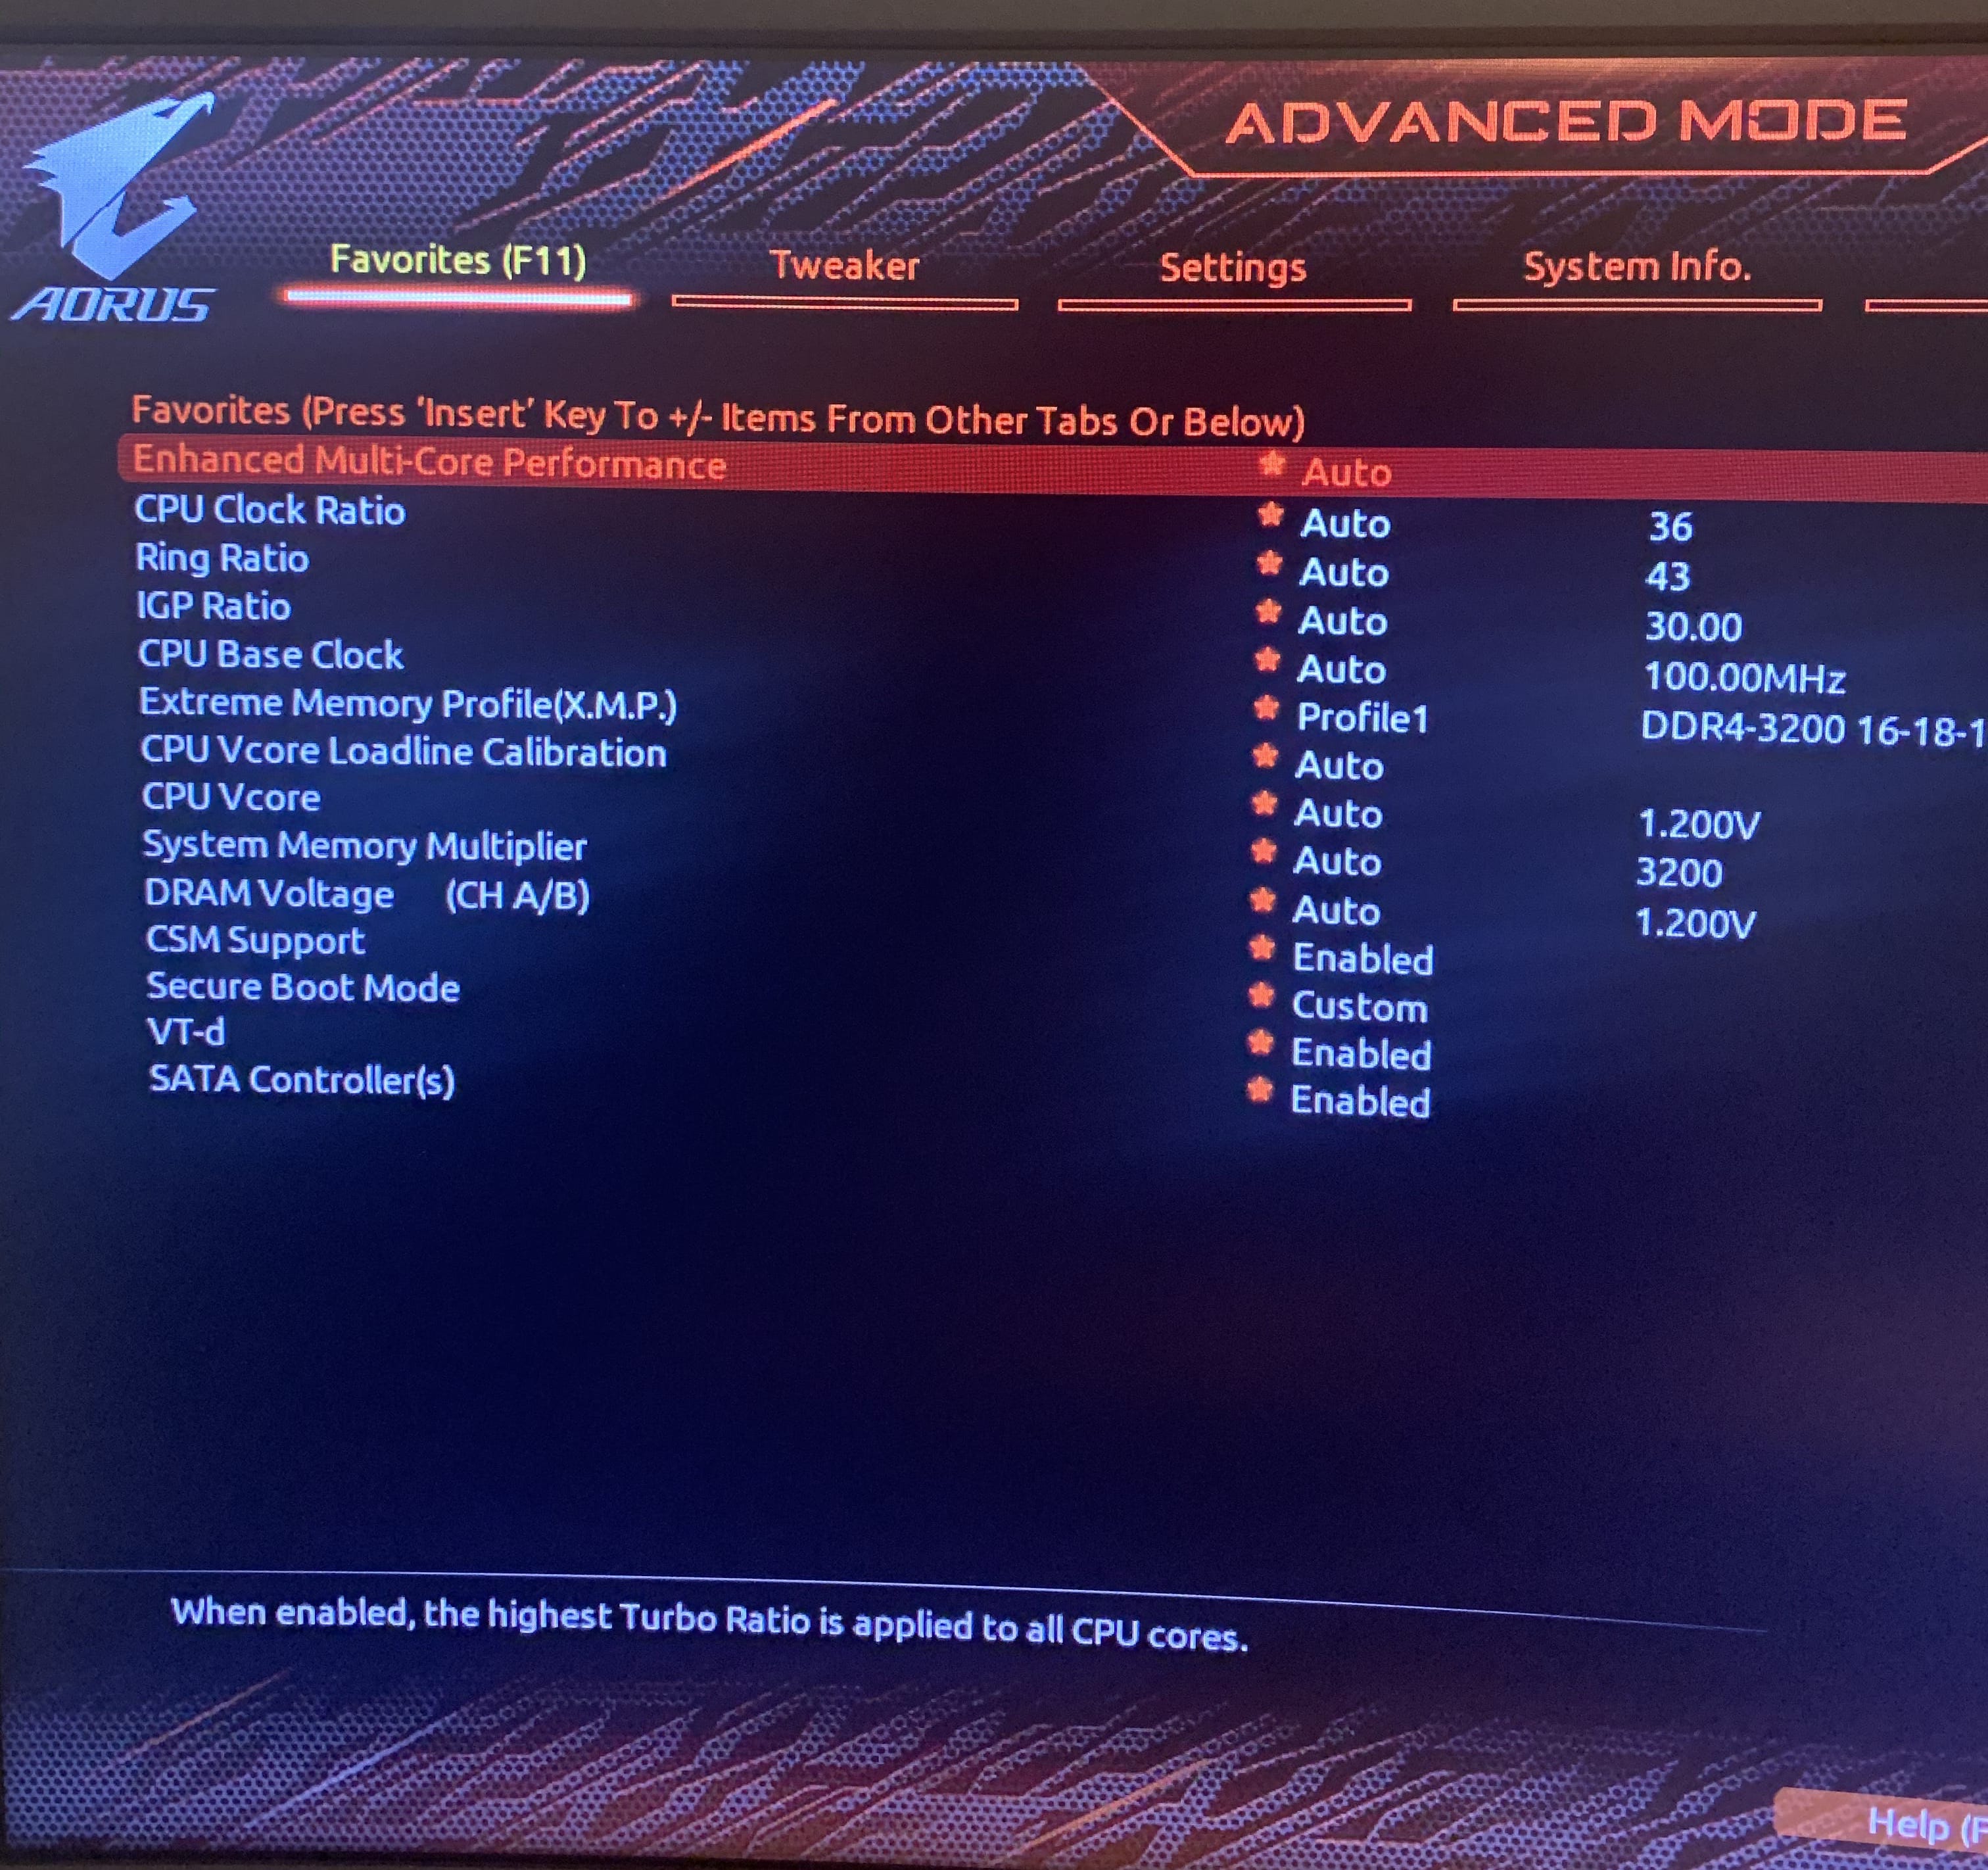 ADVANCED MODE
AORUS
Favorites (F11) Tweaker Settings System Info.
Favorites (Press 'Insert' Key To +/- Items From Other Tabs Or Below)
Enhanced Multi-Core Performance Auto
CPU Clock Ratio Auto 36
Ring Ratio Auto 43
IGP Ratio Auto 30.00
CPU Base Clock Auto 100.00MHz
Extreme Memory Profile(X.M.P.) Profile1 DDR4-3200 16-18-1
CPU Vcore Loadline Calibration Auto
CPU Vcore Auto 1.200V
System Memory Multiplier Auto 3200
DRAM Voltage (CH A/B) Auto 1.200V
CSM Support Enabled
Secure Boot Mode Custom
VT-d Enabled
SATA Controller(s) Enabled
When enabled, the highest Turbo Ratio is applied to all CPU cores.
Help (F